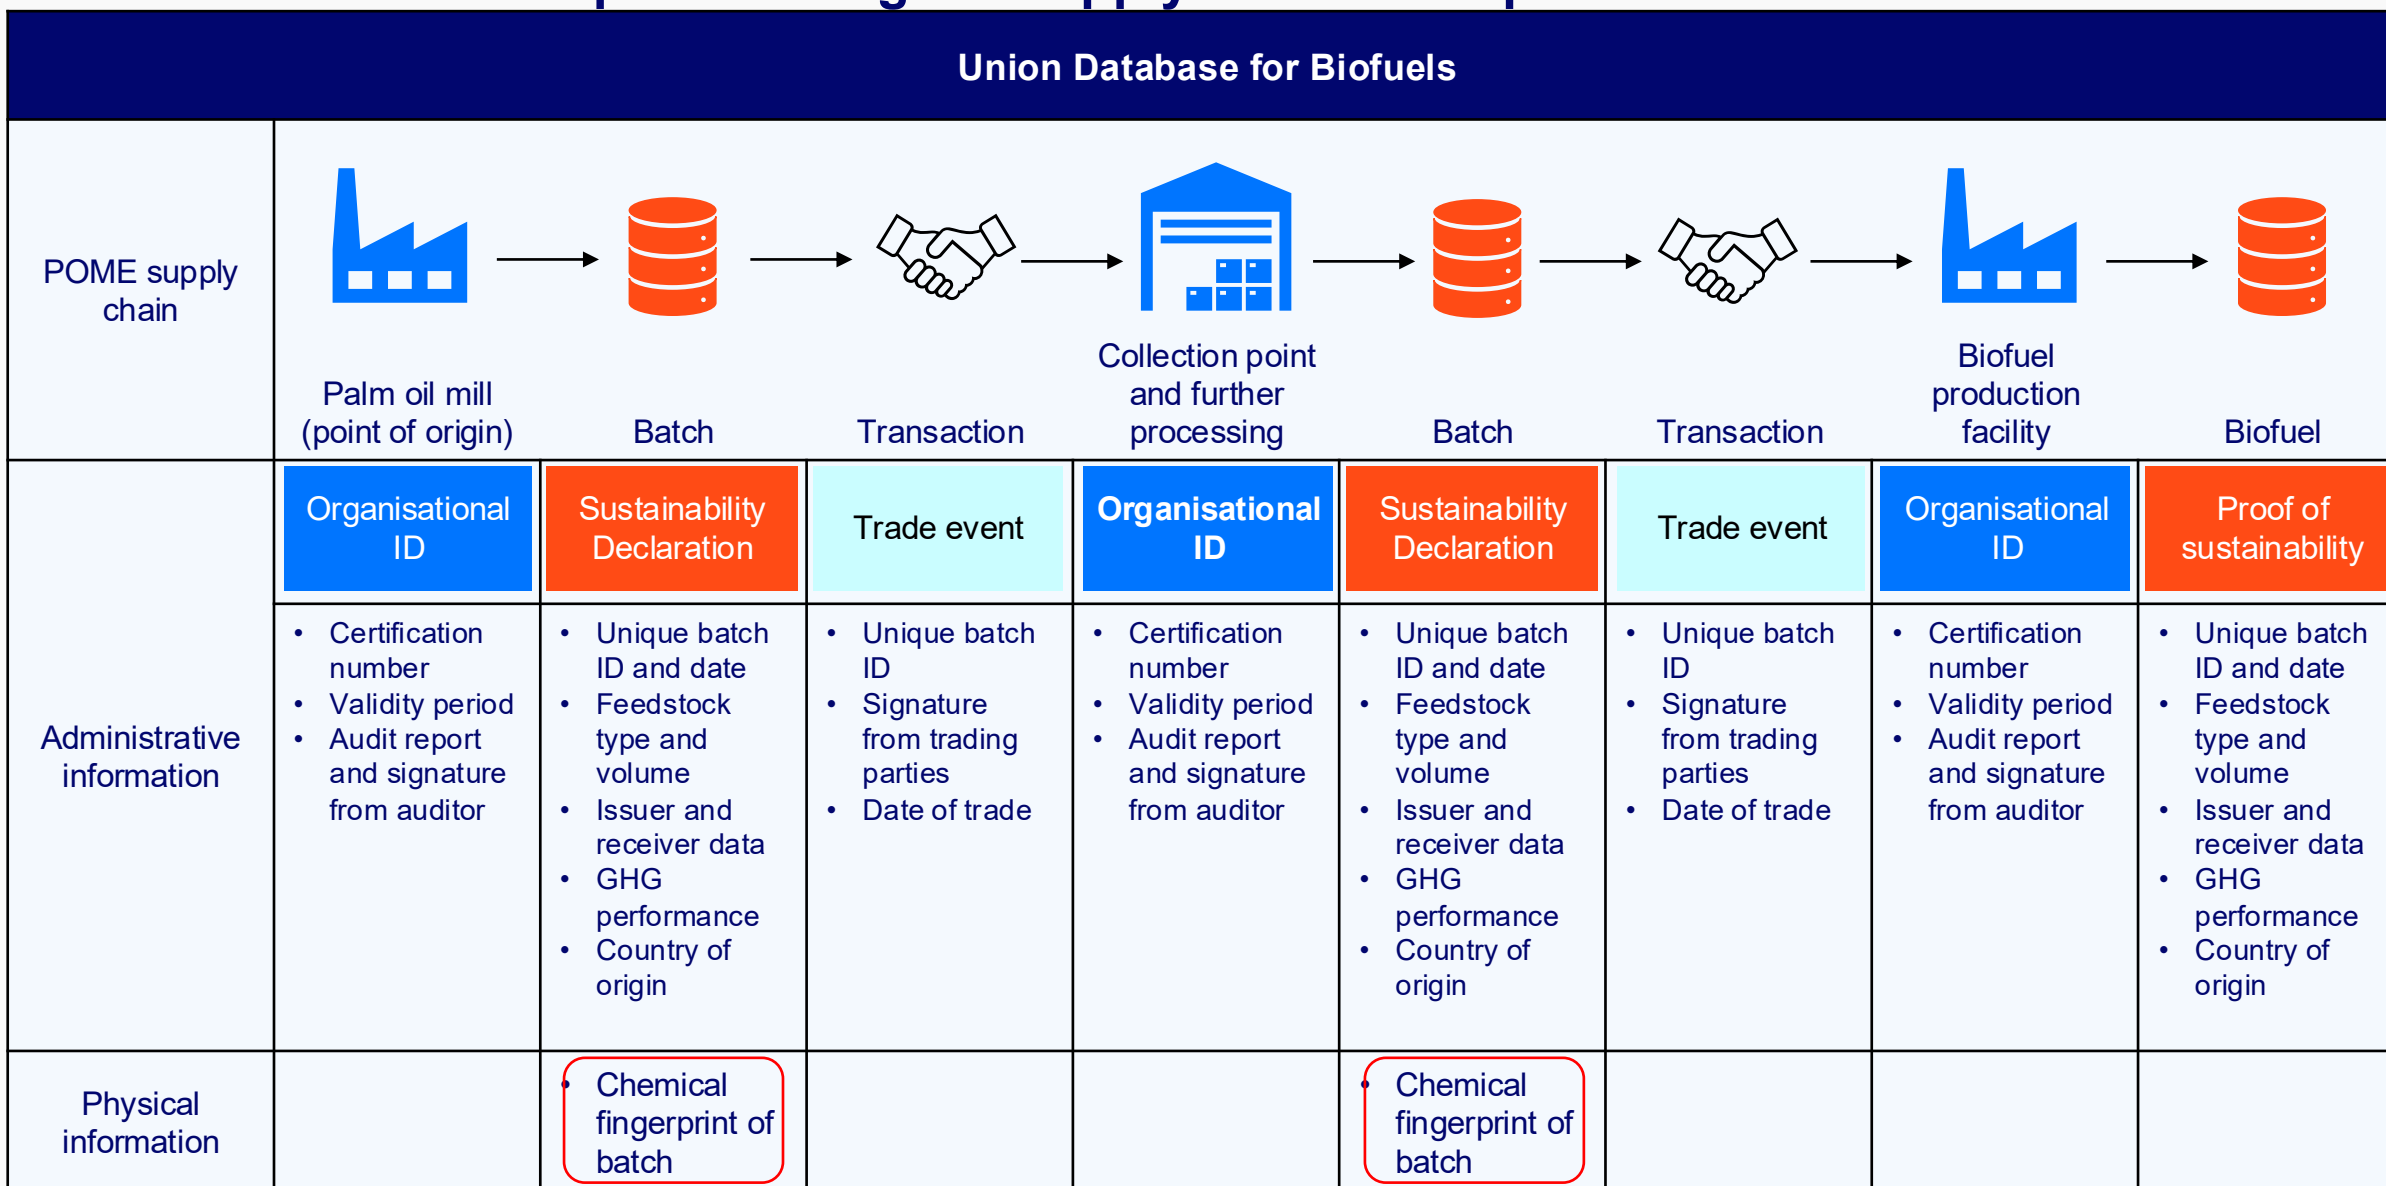 Union Database for Biofuels
POME supply
chain
Palm oil mill
(point of origin)
Batch
Transaction
Collection point
and further
processing
Batch
Transaction
Biofuel
production
facility
Biofuel
Administrative
information
Organisational
ID
Sustainability
Declaration
Trade event
Organisational
ID
Sustainability
Declaration
Trade event
Organisational
ID
Proof of
sustainability
• Certification
number
• Validity period
• Audit report
and signature
from auditor
• Unique batch
ID and date
• Feedstock
type and
volume
• Issuer and
receiver data
• GHG
performance
• Country of
origin
• Unique batch
ID
• Signature
from trading
parties
• Date of trade
• Certification
number
• Validity period
• Audit report
and signature
from auditor
• Unique batch
ID and date
• Feedstock
type and
volume
• Issuer and
receiver data
• GHG
performance
• Country of
origin
• Unique batch
ID
• Signature
from trading
parties
• Date of trade
• Certification
number
• Validity period
• Audit report
and signature
from auditor
• Unique batch
ID and date
• Feedstock
type and
volume
• Issuer and
receiver data
• GHG
performance
• Country of
origin
Physical
information
• Chemical
fingerprint of
batch
• Chemical
fingerprint of
batch